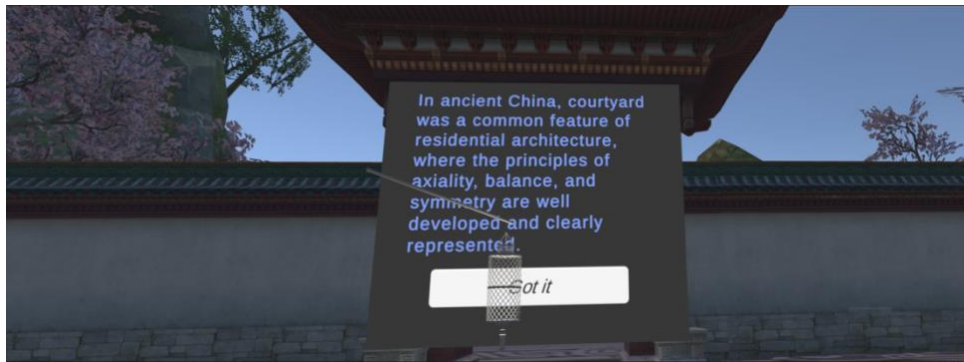 In ancient China, courtyard
was a common feature of
residential architecture,
where the principles of
axiality, balance, and
symmetry are well
developed and clearly
represented.
Got it